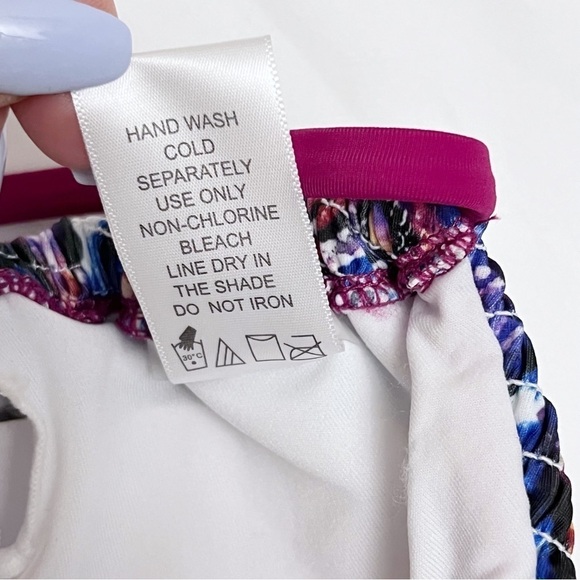 HAND WASH
COLD
SEPARATELY
USE ONLY
NON-CHLORINE
BLEACH
LINE DRY IN
THE SHADE
DO NOT IRON
30°C